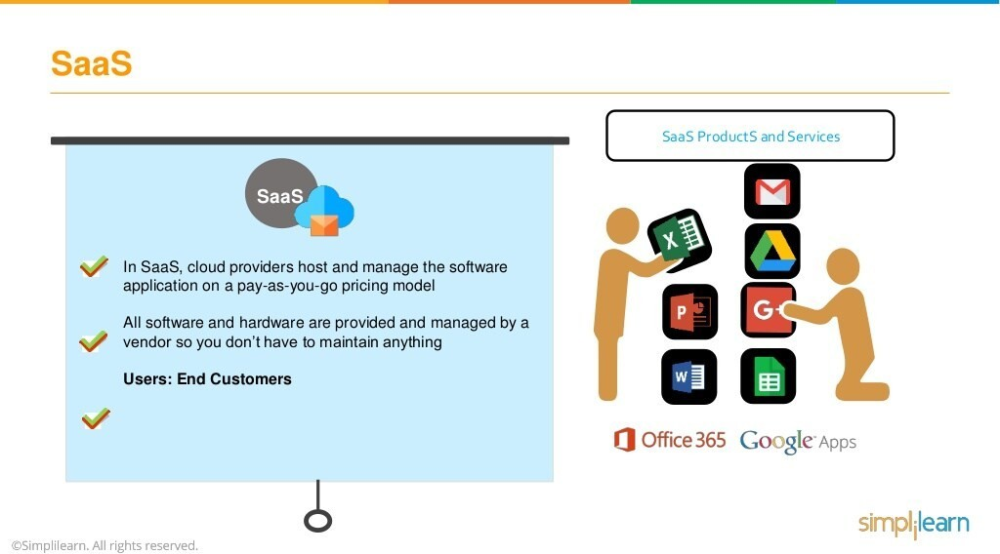 SaaS
SaaS ProductS and Services
SaaS
In SaaS, cloud providers host and manage the software
application on a pay-as-you-go pricing model
All software and hardware are provided and managed by a
vendor so you don’t have to maintain anything
Users: End Customers
X
P
G+
W
Office 365
Google™ Apps
simplilearn
©Simplilearn. All rights reserved.